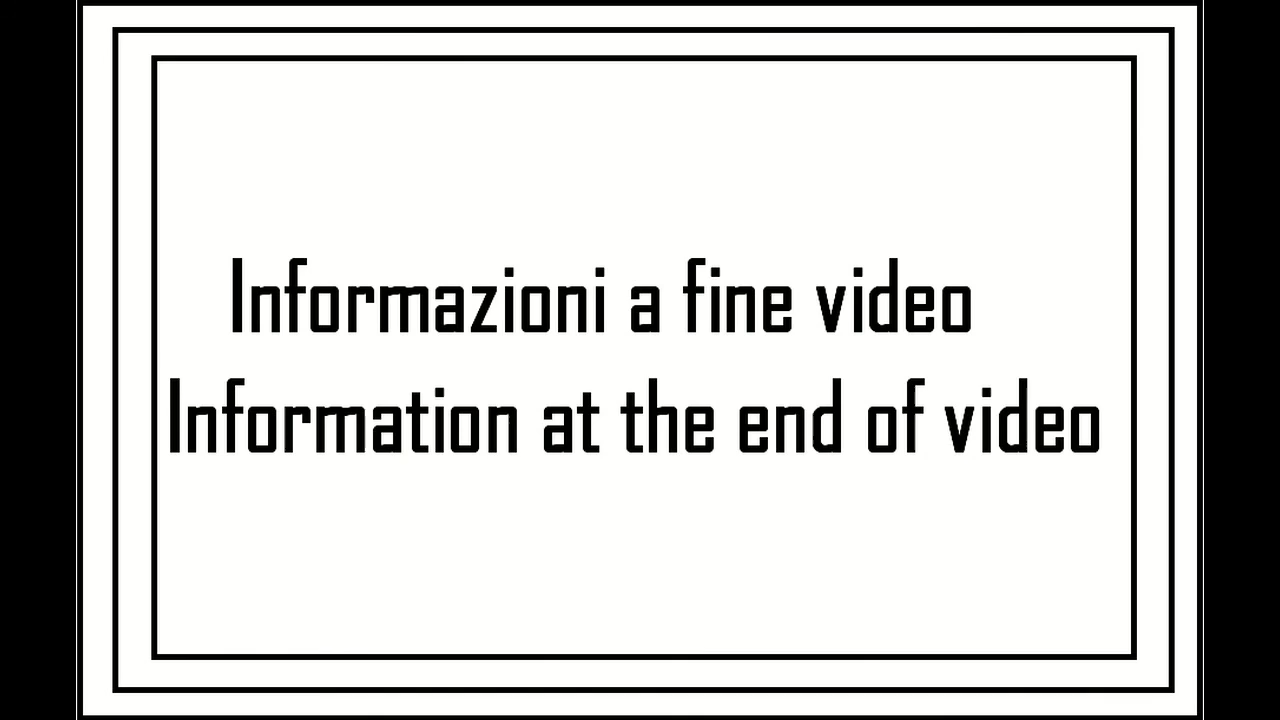 Informazioni a fine video
Information at the end of video